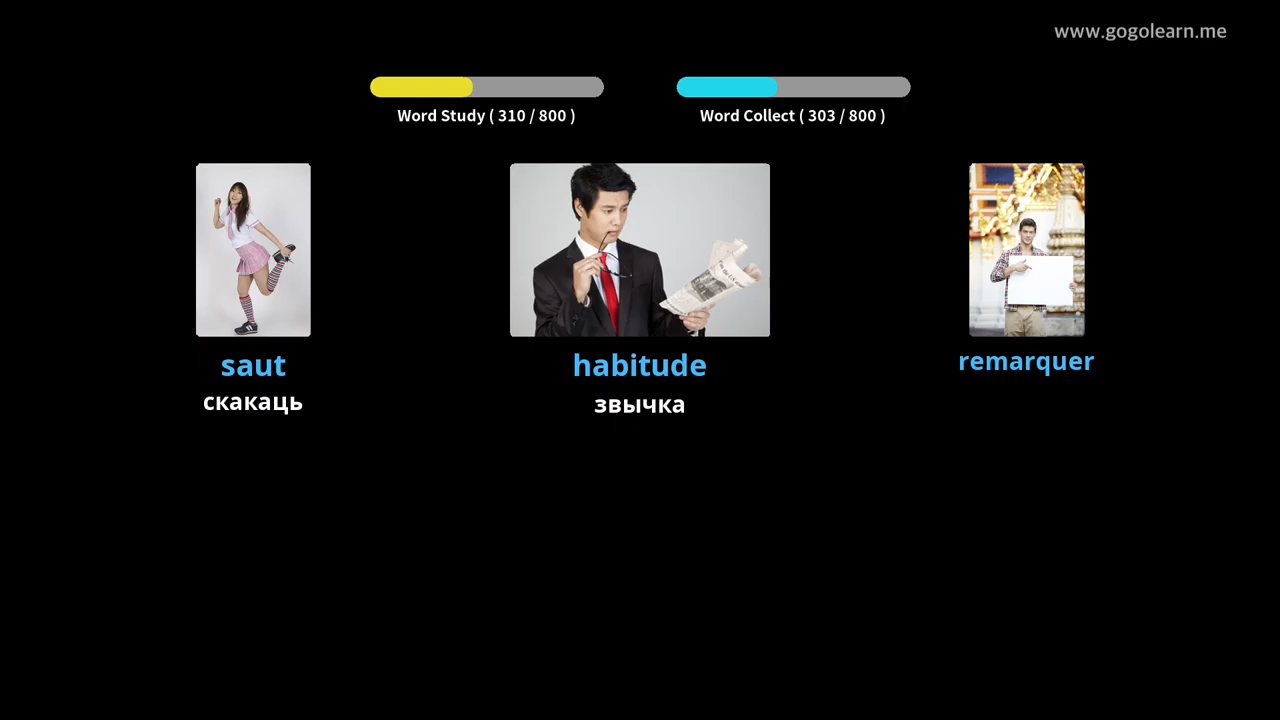 www.gogolearn.me
Word Study ( 310 / 800 )
Word Collect ( 303 / 800 )
saut
habitude
remarquer
скакаць
звычка